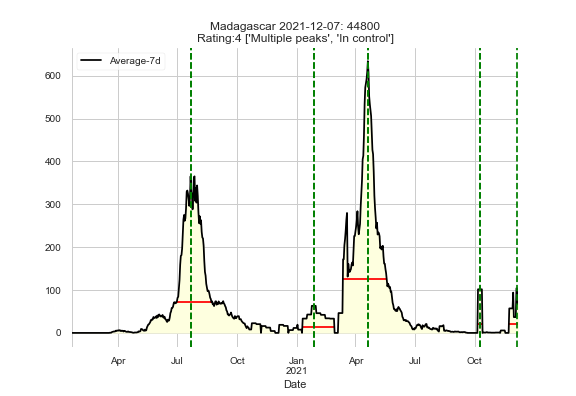 Madagascar 2021-12-07: 44800
Rating:4 ['Multiple peaks', 'In control']
Average-7d
600
500
400
300
200
100
0
Apr Jul Oct Jan Apr Jul Oct
2021
Date